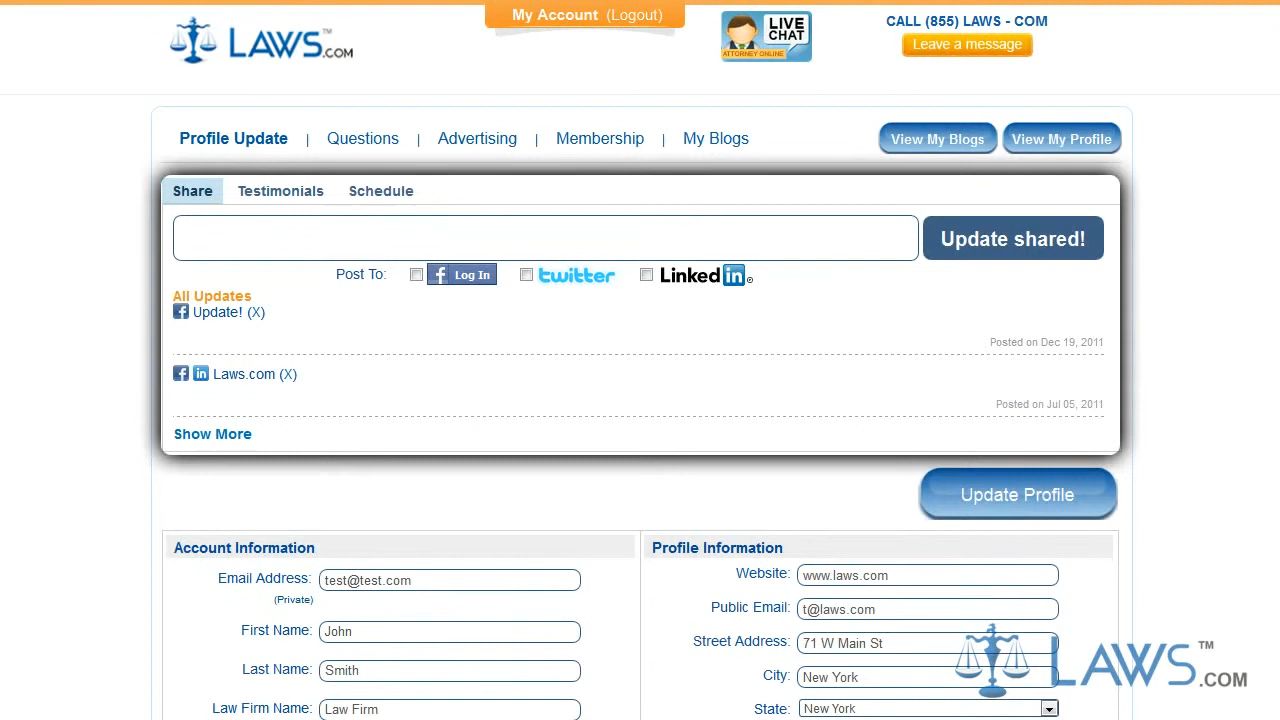 My Account (Logout)
LAWS.COM™
LIVE CHAT
ATTORNEY ONLINE
CALL (855) LAWS - COM
Leave a message
Profile Update | Questions | Advertising | Membership | My Blogs
View My Blogs
View My Profile
Share Testimonials Schedule
Update shared!
Post To: f Log In twitter Linked in®
All Updates
f Update! (X)
Posted on Dec 19, 2011
f in Laws.com (X)
Posted on Jul 05, 2011
Show More
Update Profile
Account Information
Email Address: test@test.com
(Private)
First Name: John
Last Name: Smith
Law Firm Name: Law Firm
Profile Information
Website: www.laws.com
Public Email: t@laws.com
Street Address: 71 W Main St
City: New York
State: New York
LAWS.COM™